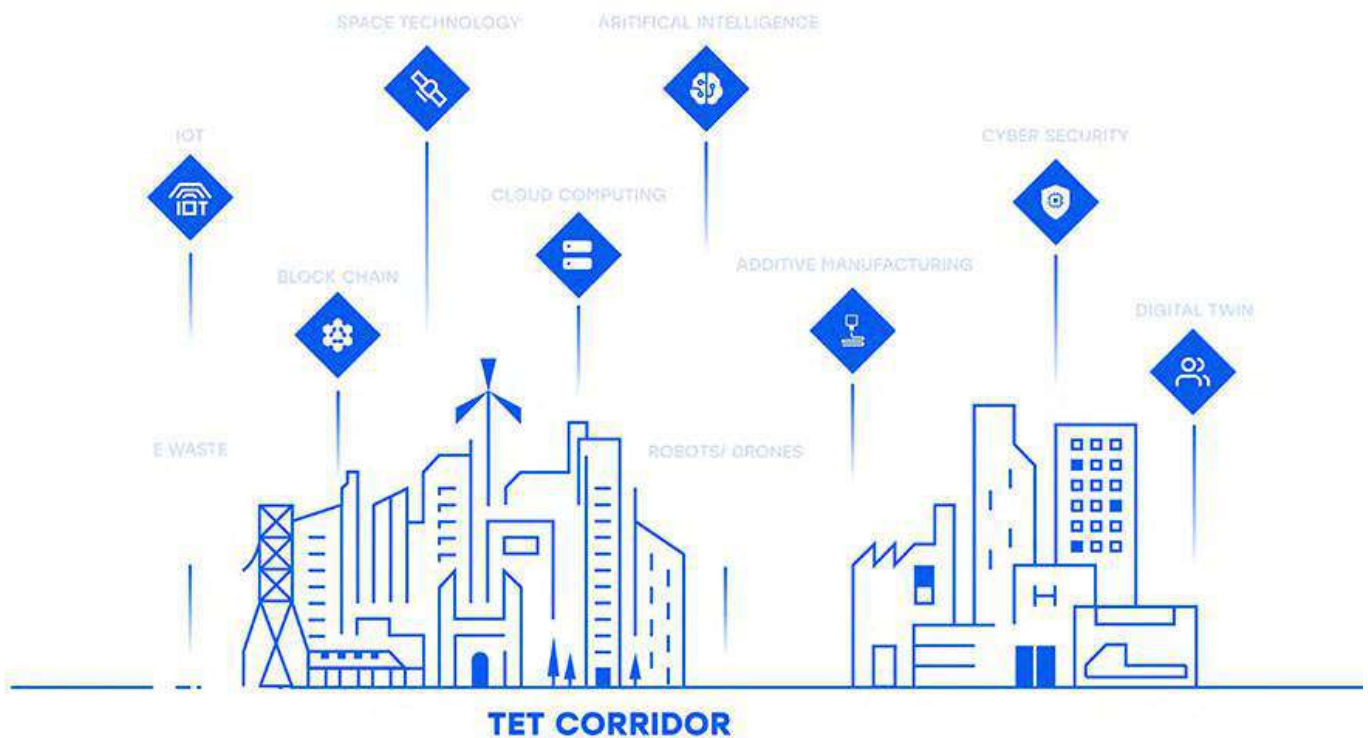 SPACE TECHNOLOGY
ARITIFICAL INTELLIGENCE
IOT
CYBER SECURITY
CLOUD COMPUTING
ADDITIVE MANUFACTURING
BLOCK CHAIN
DIGITAL TWIN
IOT
E WASTE
ROBOTS/ DRONES
H
TET CORRIDOR